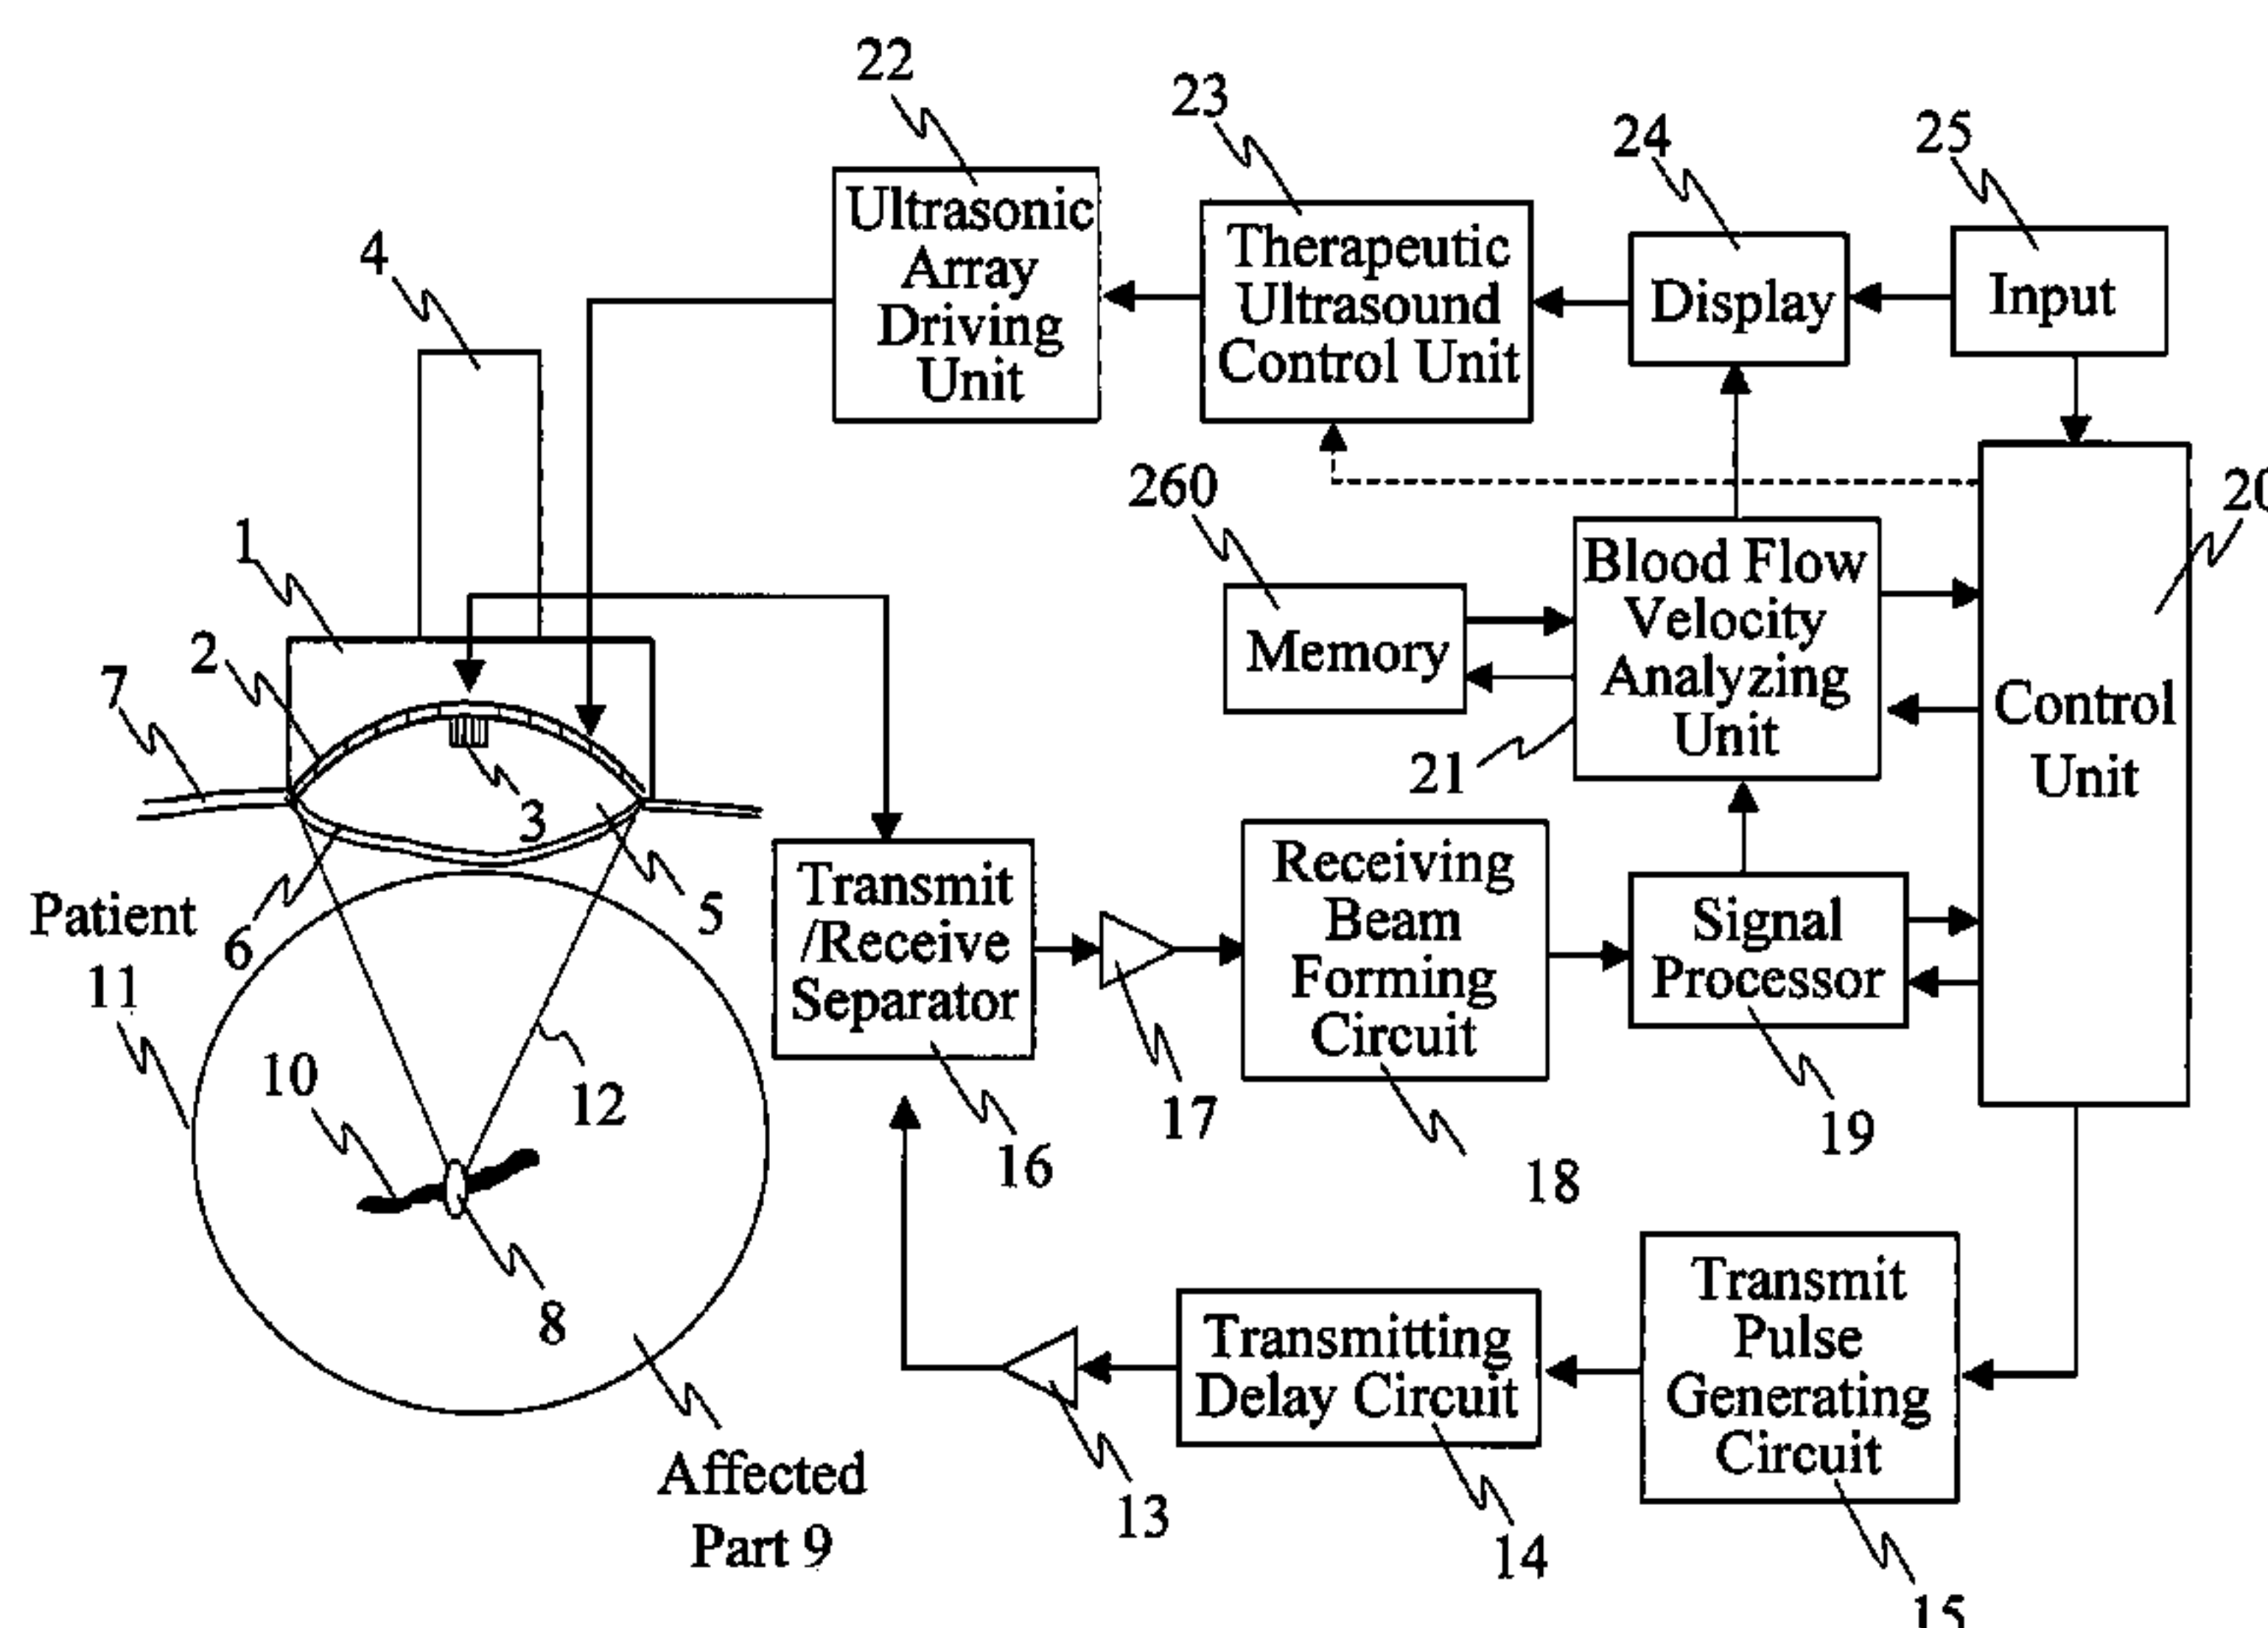 22
23
24
25
Ultrasonic
Array
Driving
Unit
Therapeutic
Ultrasound
Control Unit
Display
Input
4
260
20
1
Memory
Blood Flow
Velocity
Analyzing
Unit
Control
Unit
2
7
3
21
Patient
11
6
5
Transmit
/Receive
Separator
Receiving
Beam
Forming
Circuit
Signal
Processor
10
12
17
16
18
19
8
Transmitting
Delay Circuit
Transmit
Pulse
Generating
Circuit
Affected
Part 9
13
14
15